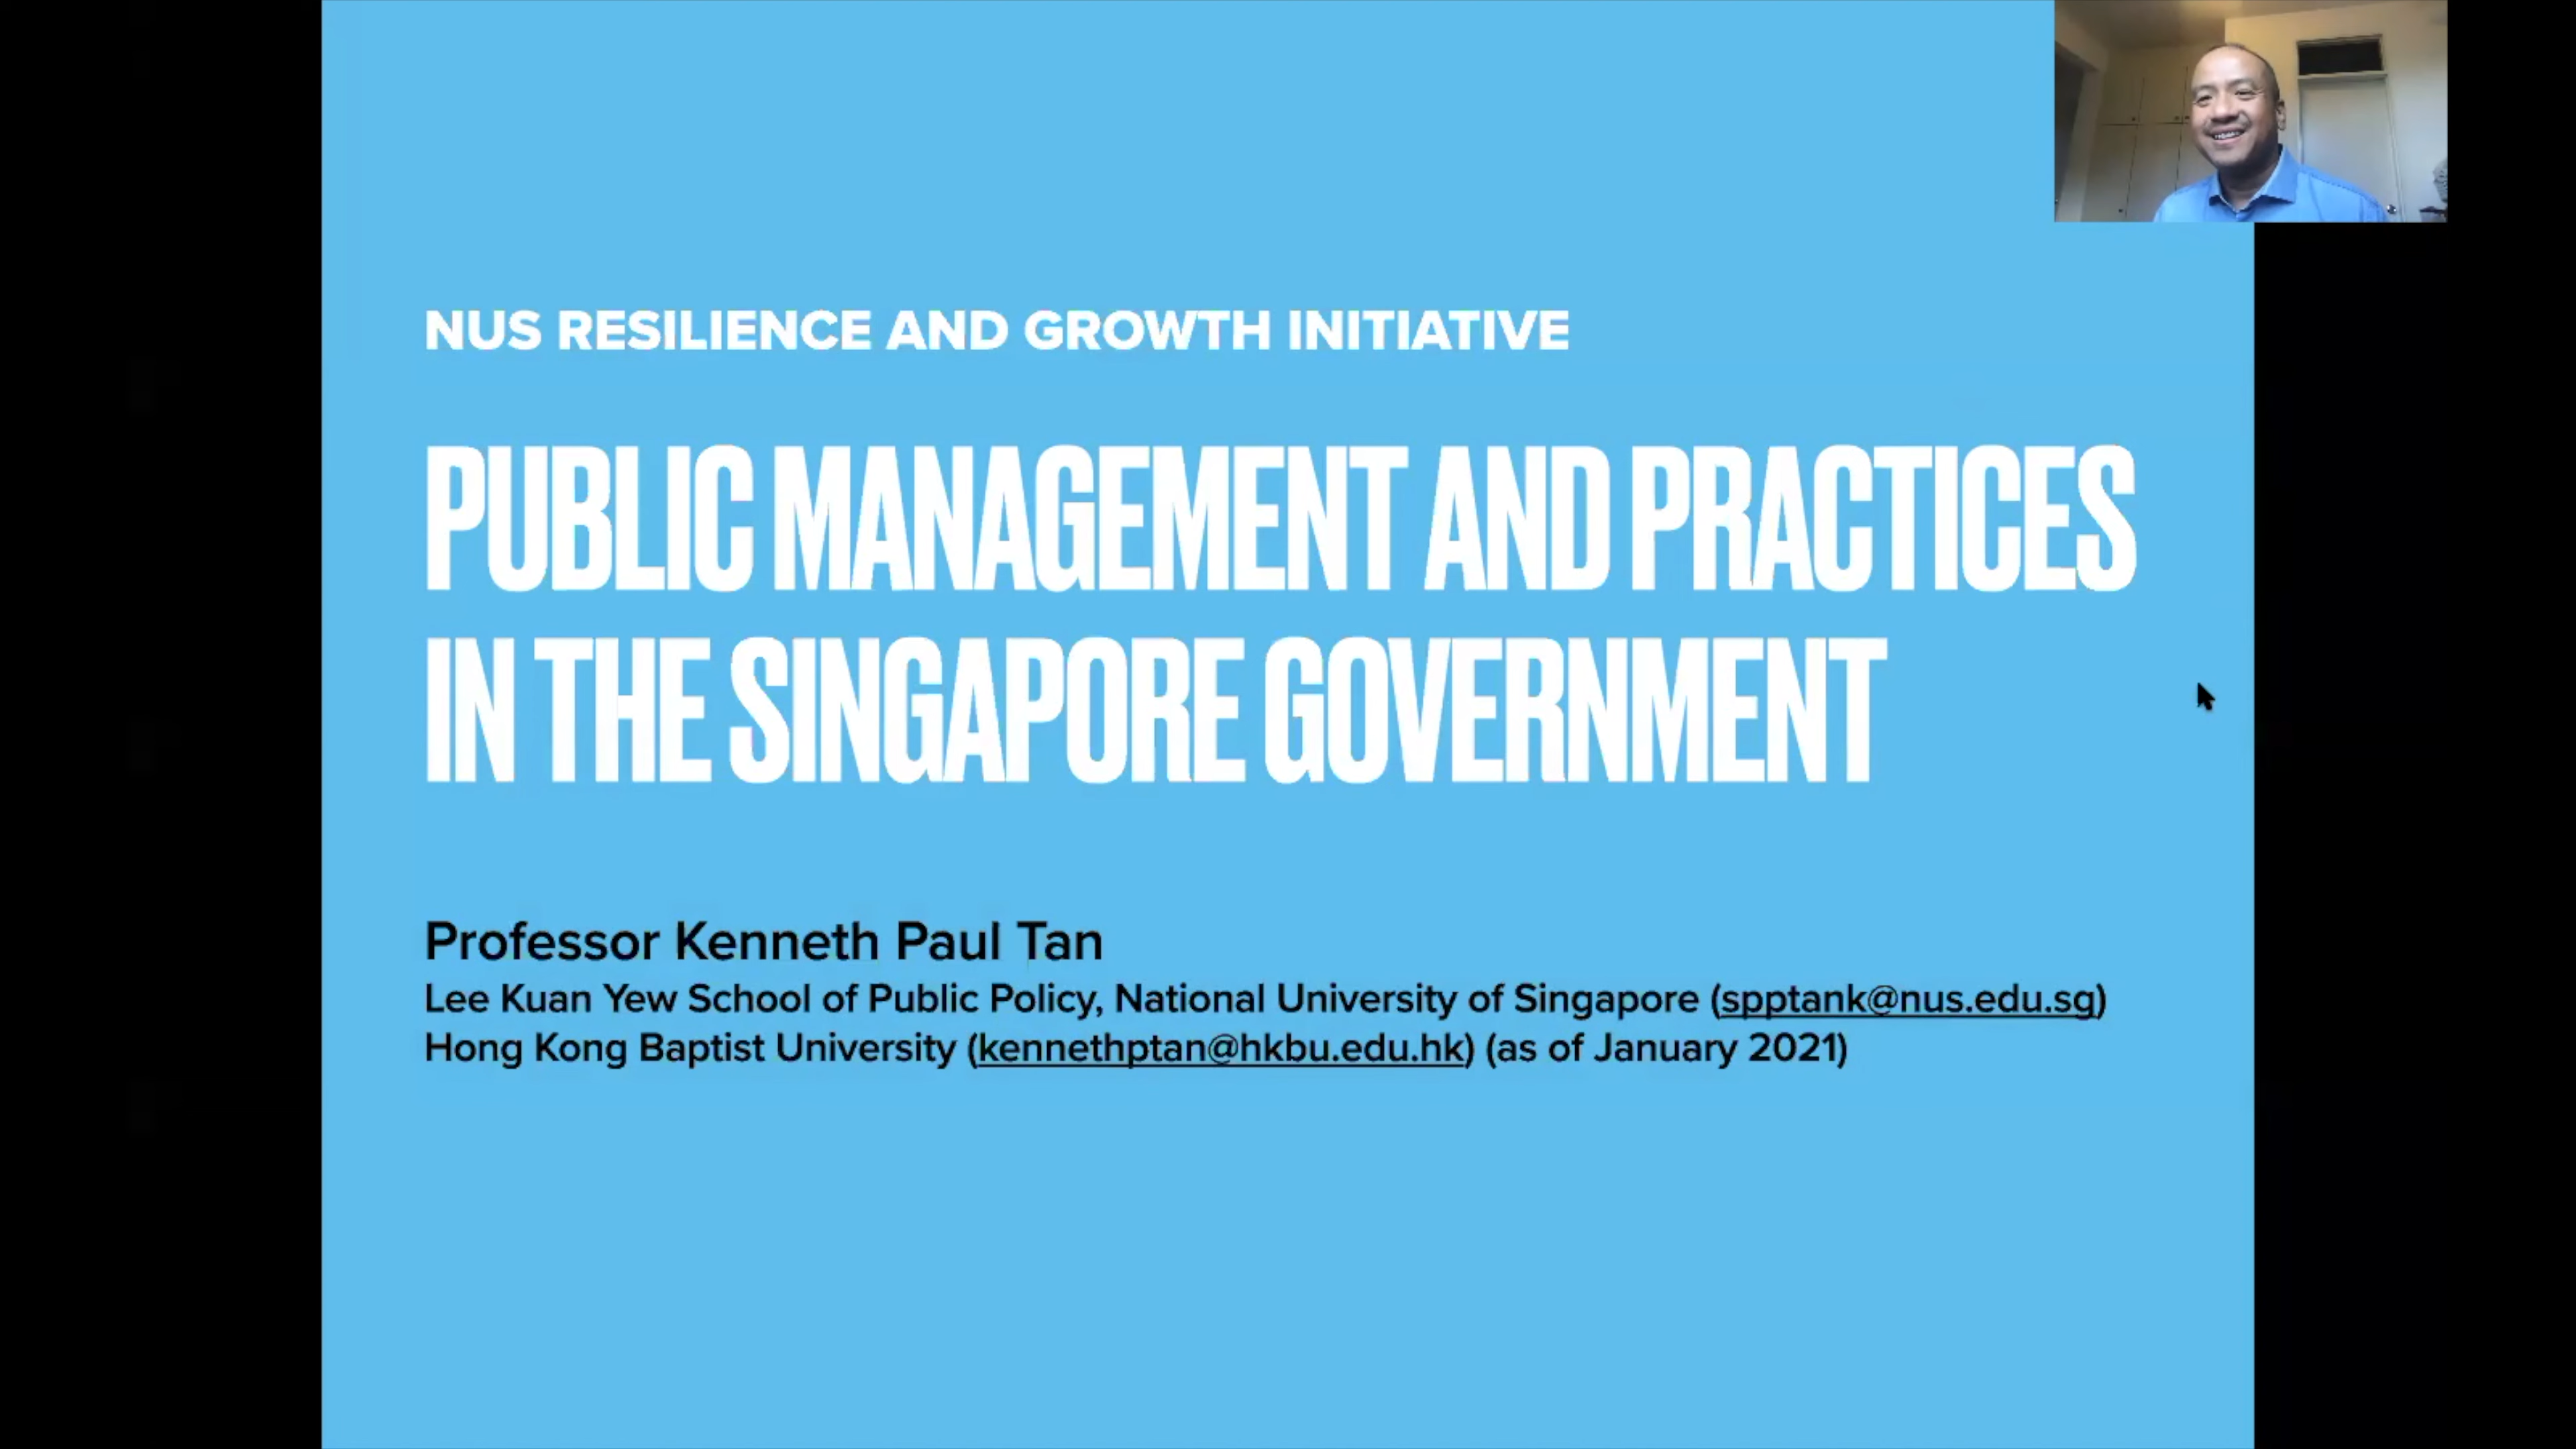 NUS RESILIENCE AND GROWTH INITIATIVE
PUBLIC MANAGEMENT AND PRACTICES
IN THE SINGAPORE GOVERNMENT
Professor Kenneth Paul Tan
Lee Kuan Yew School of Public Policy, National University of Singapore (spptank@nus.edu.sg)
Hong Kong Baptist University (kennethptan@hkbu.edu.hk) (as of January 2021)